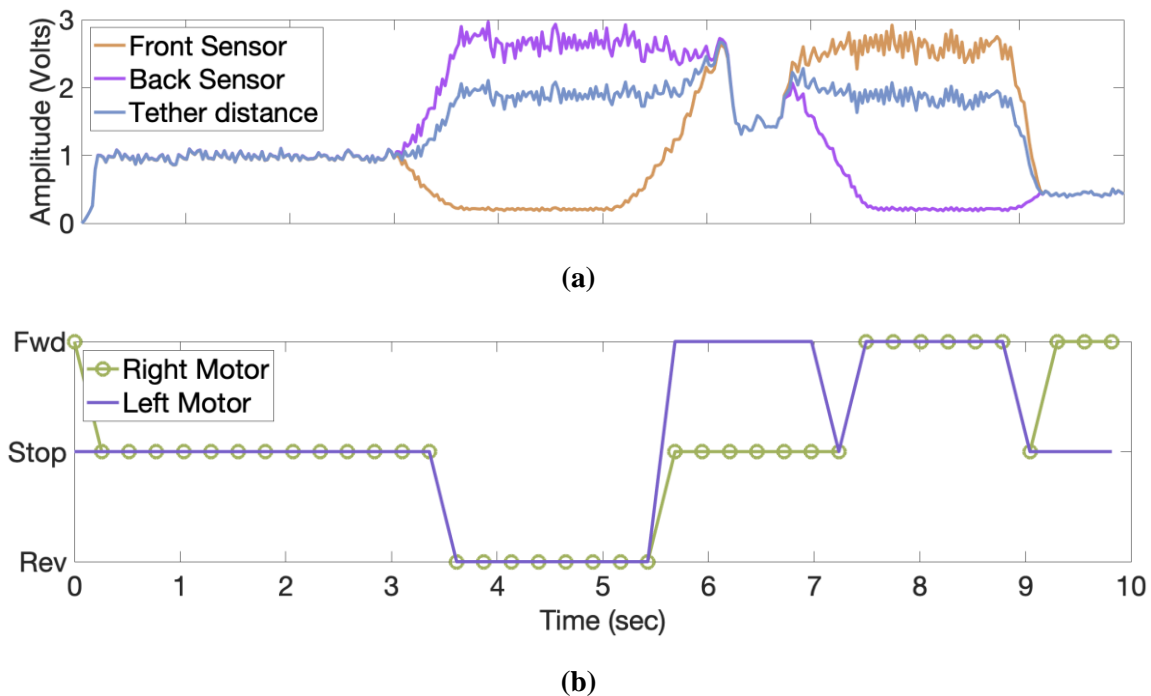 3
2
1
0
Amplitude (Volts)
Front Sensor
Back Sensor
Tether distance
(a)
Fwd
Stop
Rev
Right Motor
Left Motor
0 1 2 3 4 5 6 7 8 9 10
Time (sec)
(b)